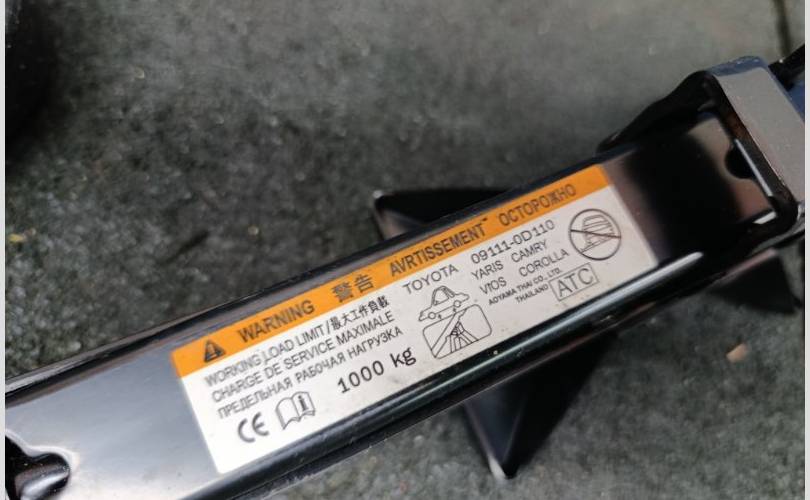 WARNING 警告 AVRTISSEMENT ОСТОРОЖНО
WORKING LOAD LIMIT/最大工作負載
CHARGE DE SERVICE MAXIMALE
ПРЕДЕЛЬНАЯ РАБОЧАЯ НАГРУЗКА
CE 1000 kg
TOYOTA 09111-0D110
YARIS CAMRY
VIOS COROLLA
AOYAMA THAI CO., LTD.
THAILAND
ATC